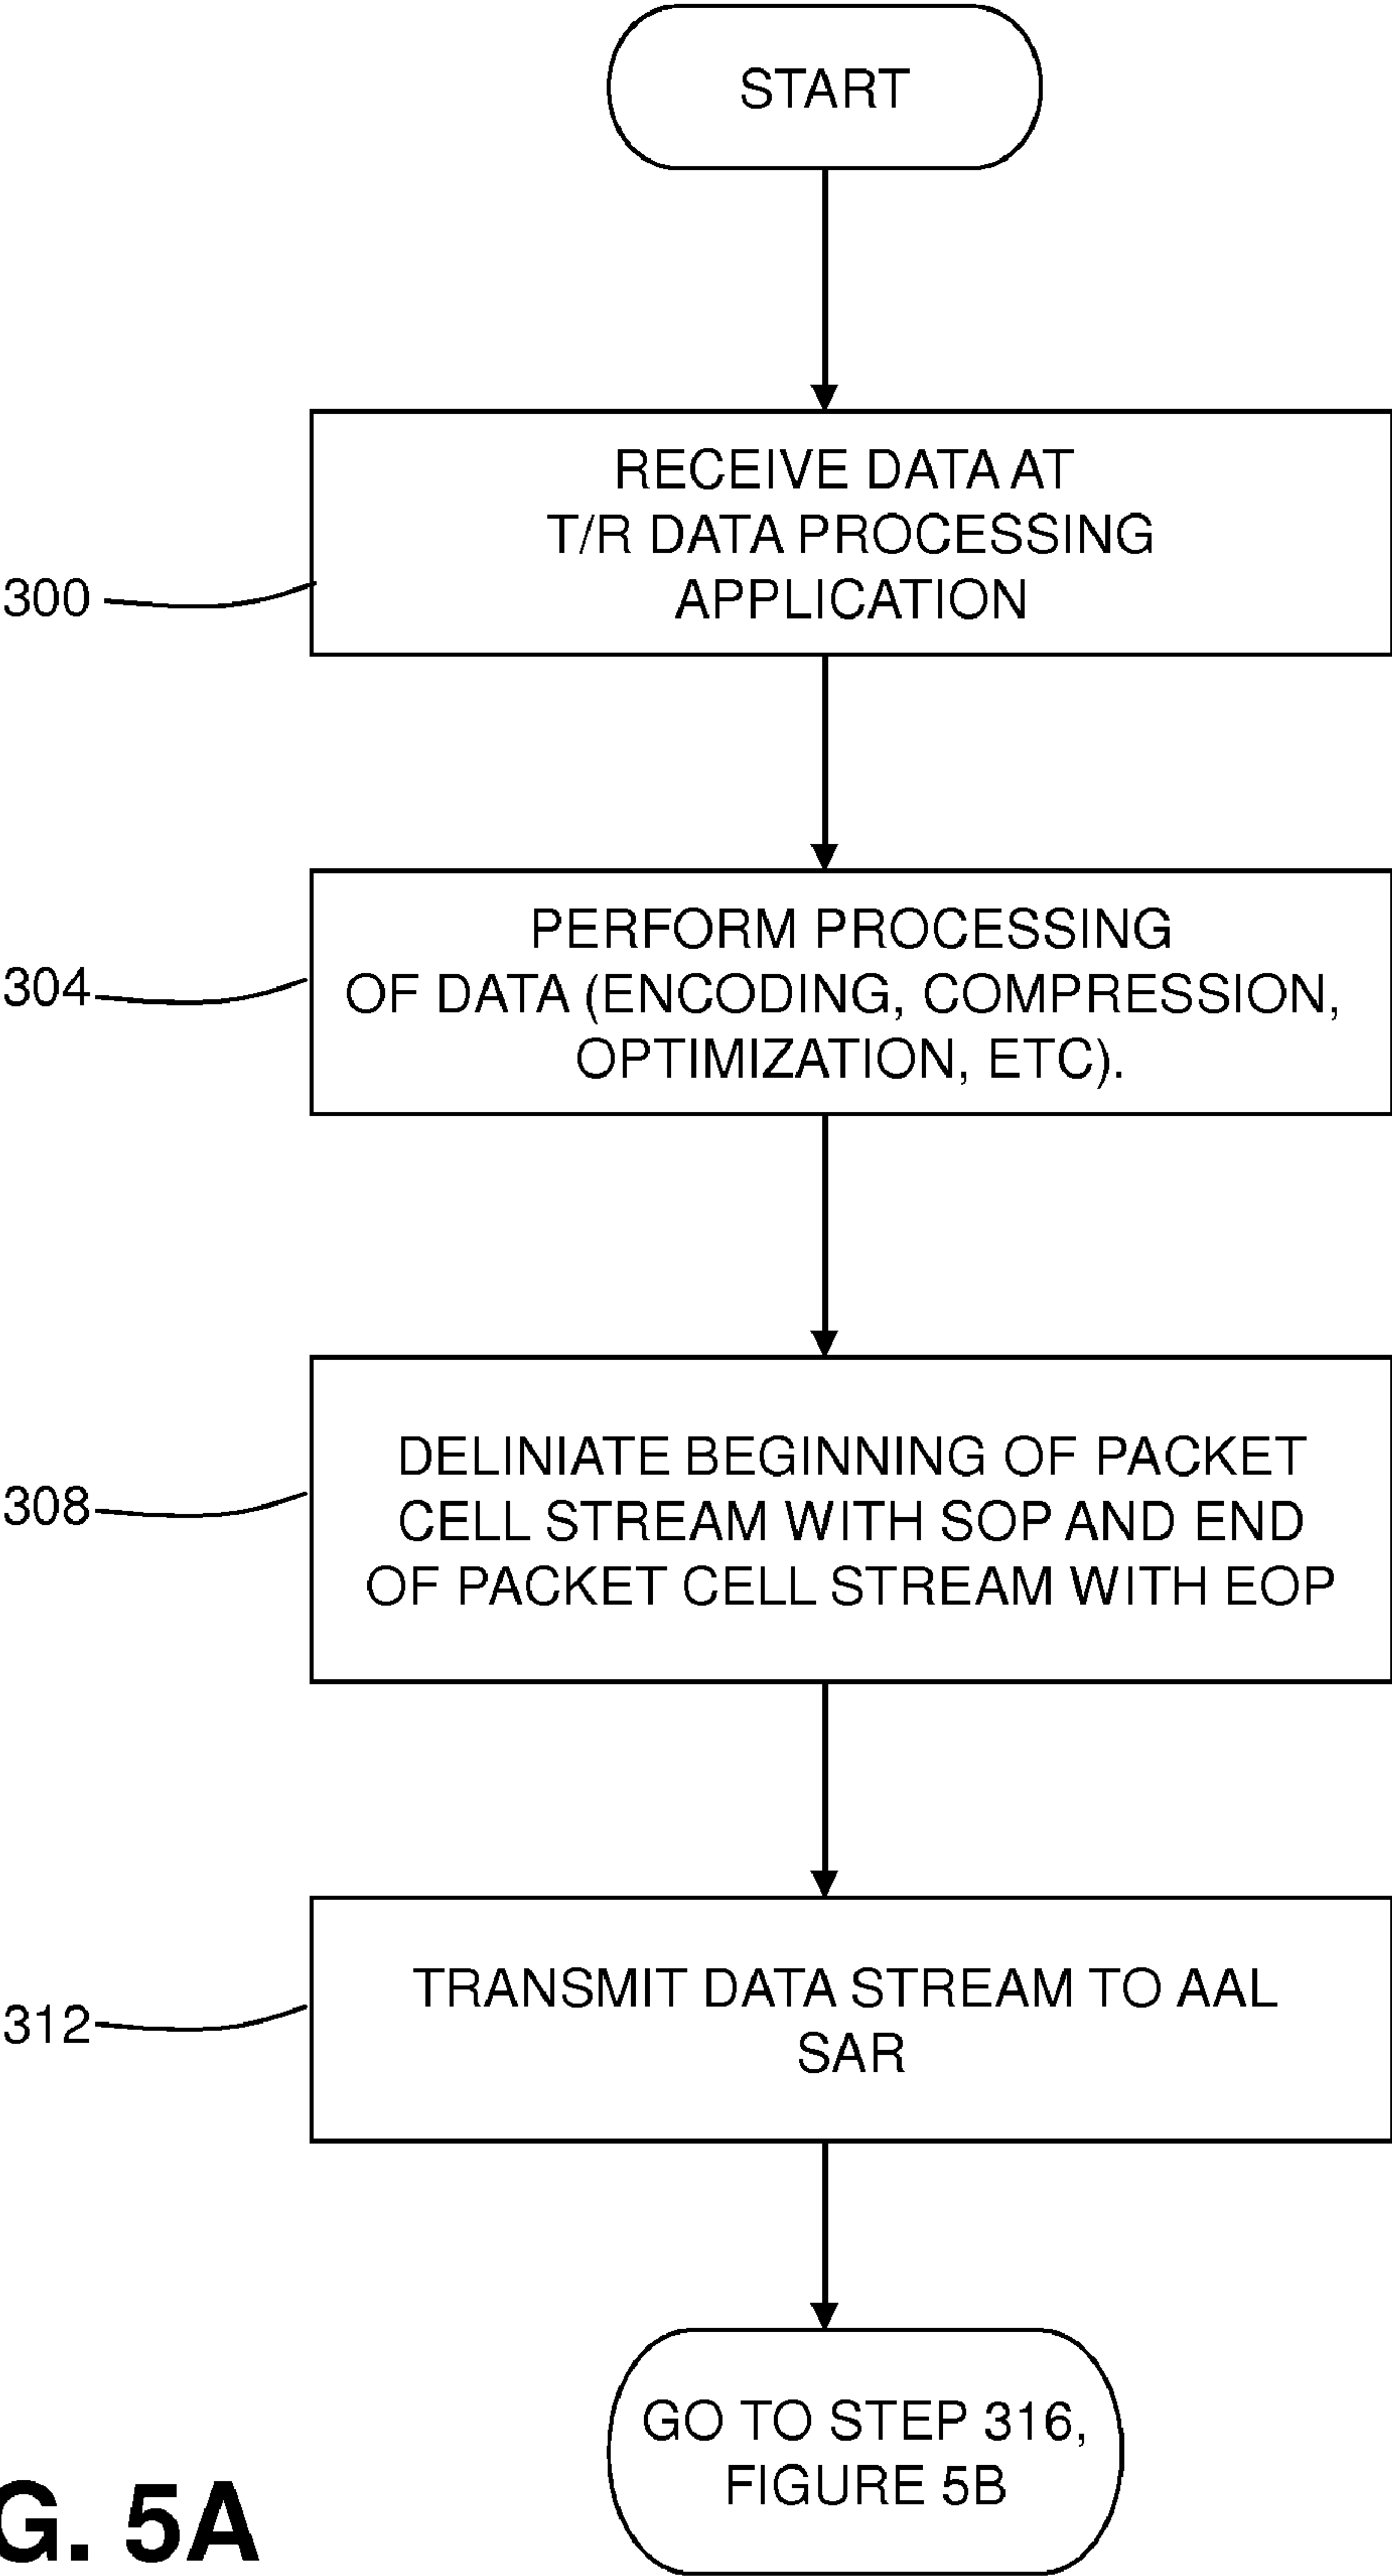 START
RECEIVE DATA AT
T/R DATA PROCESSING
APPLICATION
300
PERFORM PROCESSING
OF DATA (ENCODING, COMPRESSION,
OPTIMIZATION, ETC).
304
DELINIATE BEGINNING OF PACKET
CELL STREAM WITH SOP AND END
OF PACKET CELL STREAM WITH EOP
308
TRANSMIT DATA STREAM TO AAL
SAR
312
GO TO STEP 316,
FIGURE 5B
G. 5A